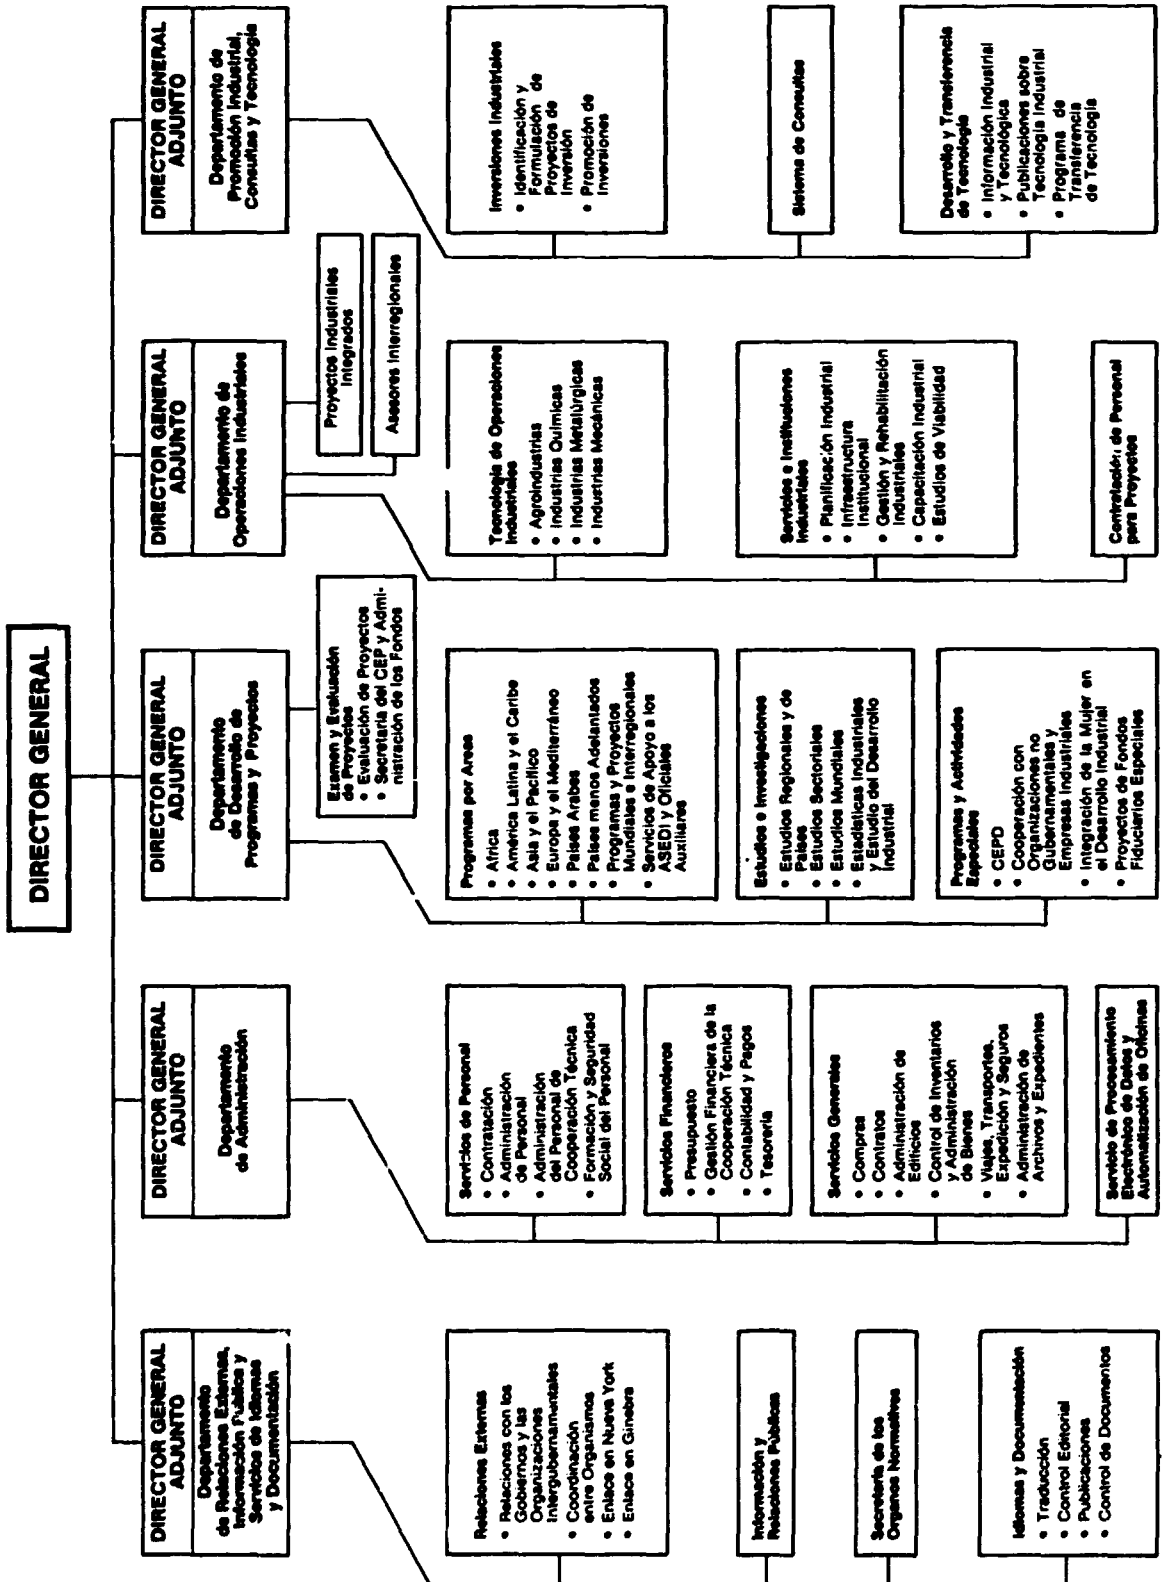 DIRECTOR GENERAL
DIRECTOR GENERAL
ADJUNTO
Departamento
de Relaciones Externas,
Información Pública y
Servicios de Idiomas
y Documentación
Relaciones Externas
• Relaciones con los
Gobiernos y las
Organizaciones
Intergubernamentales
• Coordinación
entre Organismos
• Enlace en Nueva York
• Enlace en Ginebra
Información y
Relaciones Públicas
Secretaría de los
Organos Normativos
Idiomas y Documentación
• Traducción
• Control Editorial
• Publicaciones
• Control de Documentos
DIRECTOR GENERAL
ADJUNTO
Departamento
de Administración
Servicios de Personal
• Contratación
• Administración
de Personal
• Administración
del Personal de
Cooperación Técnica
• Formación y Seguridad
Social del Personal
Servicios Financieros
• Presupuesto
• Gestión Financiera de la
Cooperación Técnica
• Contabilidad y Pagos
• Tesorería
Servicios Generales
• Compras
• Contratos
• Administración de
Edificios
• Control de Inventarios
y Administración
de Bienes
• Viajes, Transportes,
Expedición y Seguros
• Administración de
Archivos y Expedientes
Servicio de Procesamiento
Electrónico de Datos y
Automatización de Oficinas
DIRECTOR GENERAL
ADJUNTO
Departamento
de Desarrollo de
Programas y Proyectos
Examen y Evaluación
de Proyectos
• Evaluación de Proyectos
• Secretaría del CEP y Admi-
nistración de los Fondos
Programas por Areas
• Africa
• América Latina y el Caribe
• Asia y el Pacífico
• Europa y el Mediterráneo
• Países Arabes
• Países menos Adelantados
• Programas y Proyectos
Mundiales e Interregionales
• Servicios de Apoyo a los
ASEDI y Oficiales
Auxiliares
Estudios e Investigaciones
• Estudios Regionales y de
Países
• Estudios Sectoriales
• Estudios Mundiales
• Estadísticas Industriales
y Estudio del Desarrollo
Industrial
Programas y Actividades
Especiales
• CEPD
• Cooperación con
Organizaciones no
Gubernamentales y
Empresas Industriales
• Integración de la Mujer en
el Desarrollo Industrial
• Proyectos de Fondos
Fiduciarios Especiales
DIRECTOR GENERAL
ADJUNTO
Departamento de
Operaciones Industriales
Proyectos Industriales
Integrados
Asesores Interregionales
Tecnología de Operaciones
Industriales
• Agroindustrias
• Industrias Químicas
• Industrias Metalúrgicas
• Industrias Mecánicas
Servicios e Instituciones
Industriales
• Planificación Industrial
• Infraestructura
Institucional
• Gestión y Rehabilitación
Industriales
• Capacitación Industrial
• Estudios de Viabilidad
Contratación de Personal
para Proyectos
DIRECTOR GENERAL
ADJUNTO
Departamento de
Promoción Industrial,
Consultas y Tecnología
Inversiones Industriales
• Identificación y
Formulación de
Proyectos de
Inversión
• Promoción de
Inversiones
Sistema de Consultas
Desarrollo y Transferencia
de Tecnología
• Información Industrial
y Tecnológica
• Publicaciones sobre
Tecnología Industrial
• Programa de
Transferencia
de Tecnología